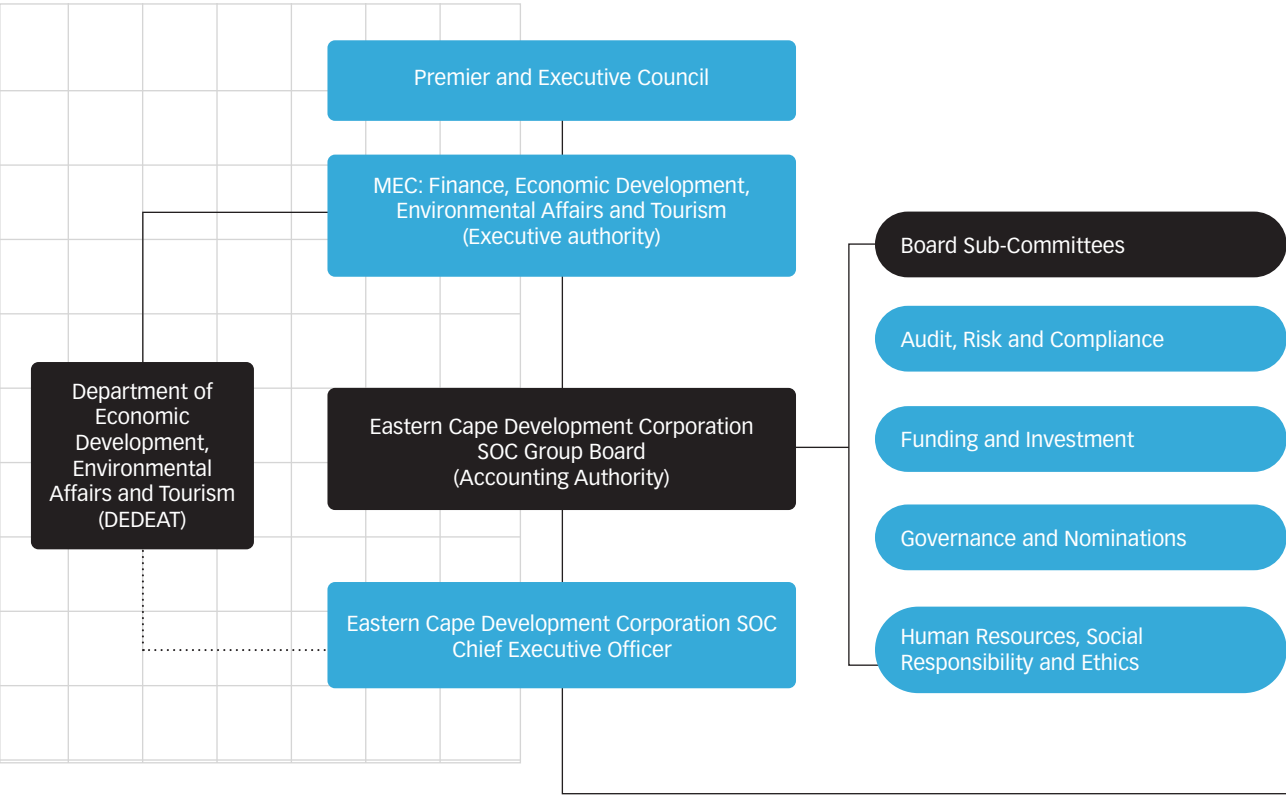 Premier and Executive Council
MEC: Finance, Economic Development,
Environmental Affairs and Tourism
(Executive authority)
Department of
Economic
Development,
Environmental
Affairs and Tourism
(DEDEAT)
Eastern Cape Development Corporation
SOC Group Board
(Accounting Authority)
Eastern Cape Development Corporation SOC
Chief Executive Officer
Board Sub-Committees
Audit, Risk and Compliance
Funding and Investment
Governance and Nominations
Human Resources, Social
Responsibility and Ethics